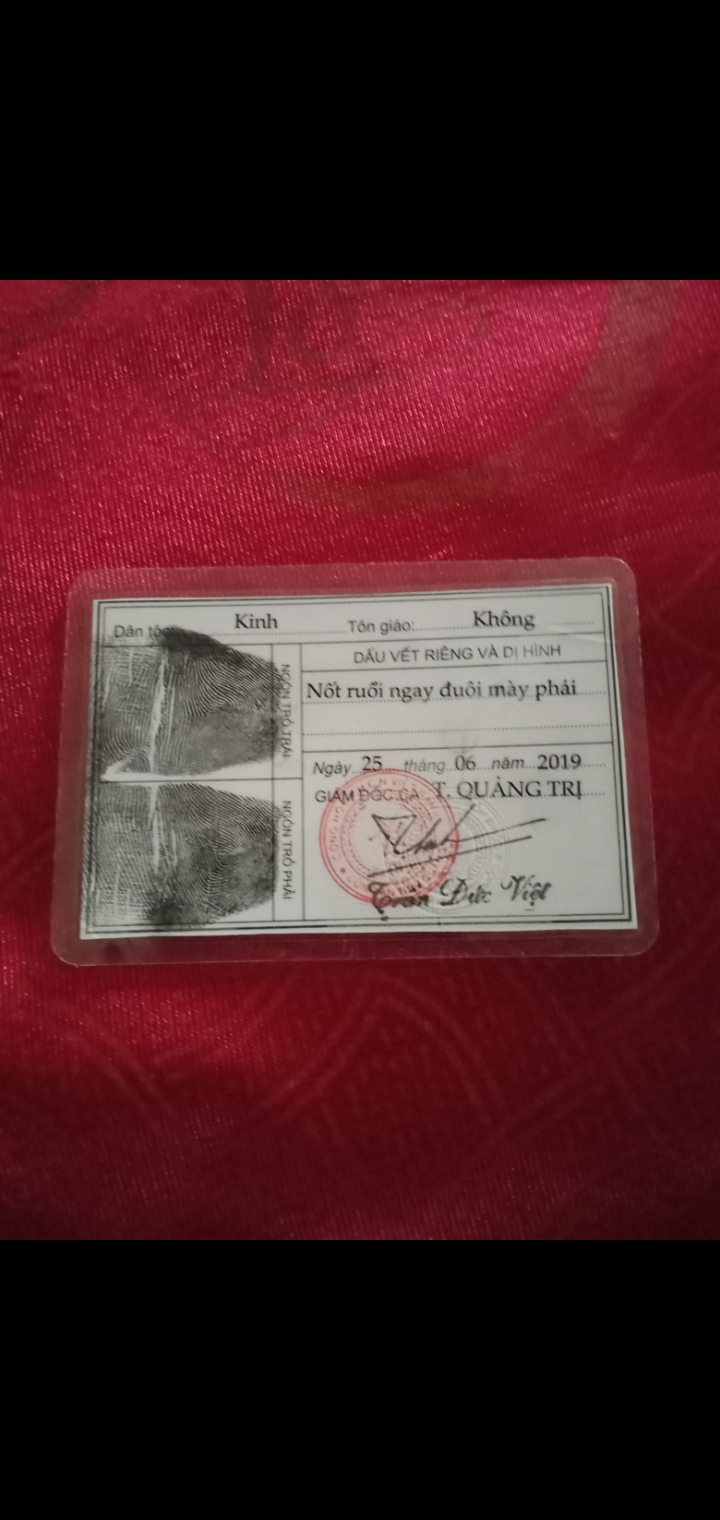 Dân tộc: Kinh Tôn giáo: Không
NGÓN TRỎ TRÁI
NGÓN TRỎ PHẢI
DẤU VẾT RIÊNG VÀ DỊ HÌNH
Nốt ruồi ngay đuôi mày phải
Ngày 25 tháng 06 năm 2019
GIÁM ĐỐC CA T. QUẢNG TRỊ
Trần Đức Việt